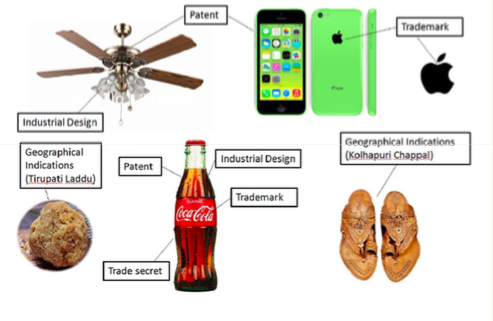 Patent
Trademark
Industrial Design
Geographical
Indications
(Tirupati Laddu)
Patent
Industrial Design
Trademark
Trade secret
Geographical Indications
(Kolhapuri Chappal)
CLASSIC
Coca-Cola